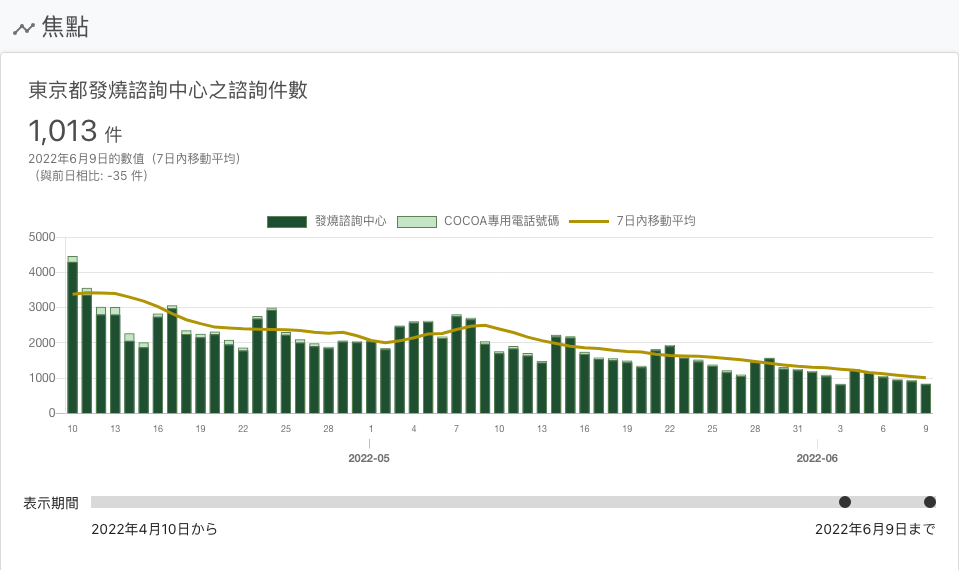 焦點
東京都發燒諮詢中心之諮詢件數
1,013 件
2022年6月9日的數值（7日內移動平均）
（與前日相比: -35 件）
發燒諮詢中心 COCOA專用電話號碼 7日內移動平均
5000
4000
3000
2000
1000
0
10 13 16 19 22 25 28 1 4 7 10 13 16 19 22 25 28 31 3 6 9
2022-05 2022-06
表示期間
2022年4月10日から 2022年6月9日まで